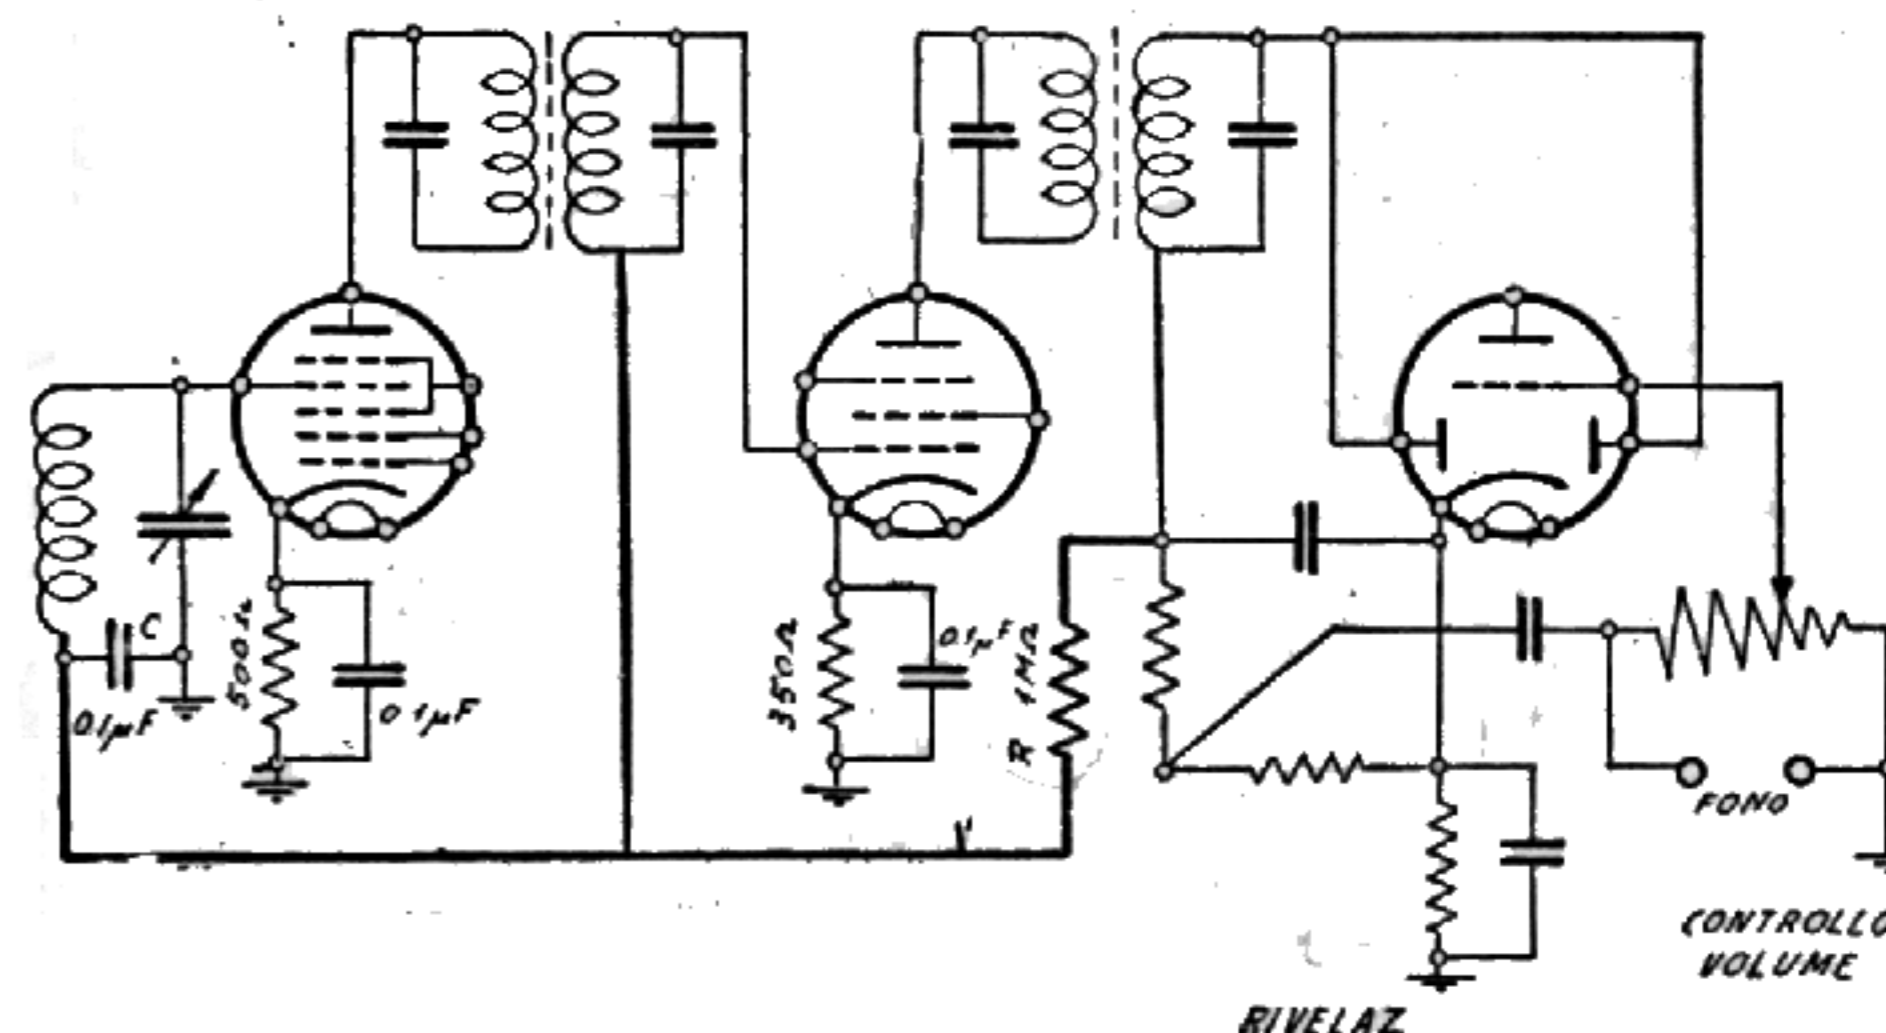 C
0.1µF
500Ω
0.1µF
350Ω
0.1µF
R 1MΩ
FONO
CONTROLLO
VOLUME
RIVELAZ